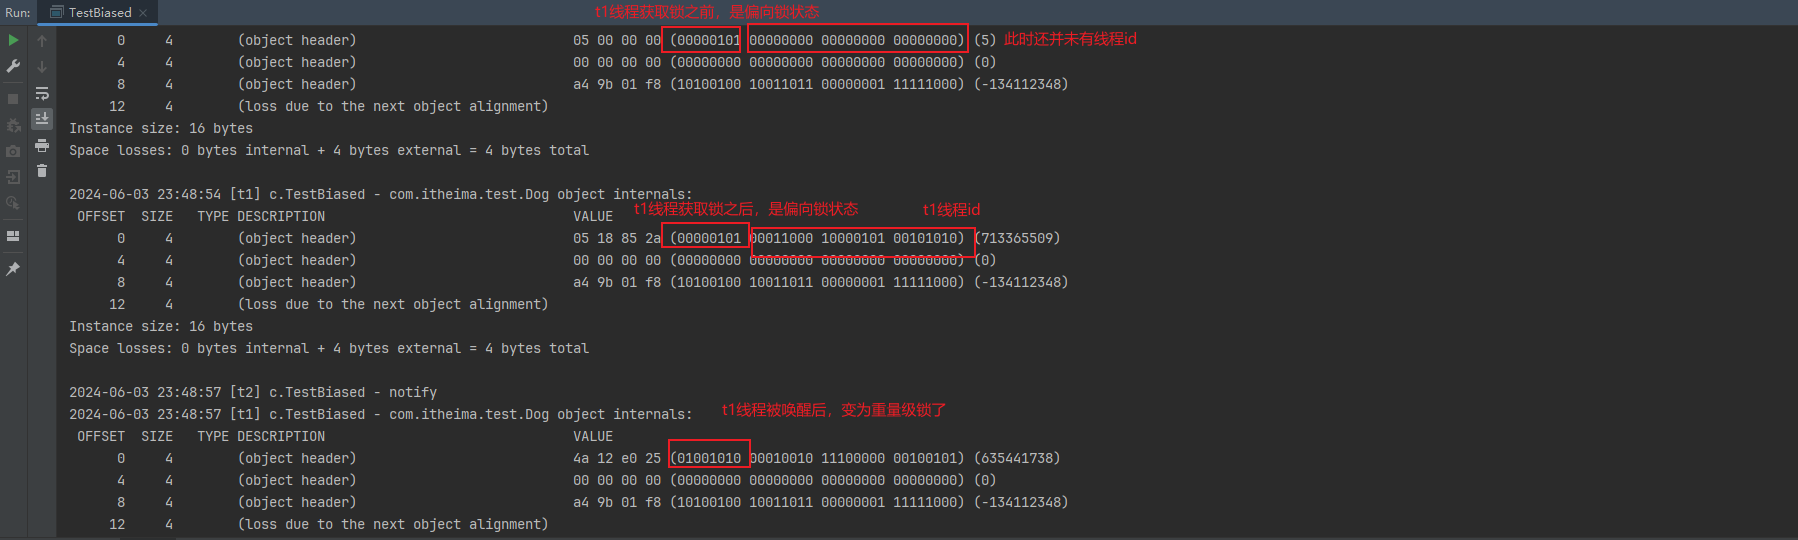 Run: TestBiased ×
t1线程获取锁之前，是偏向锁状态
0 4 (object header) 05 00 00 00 (00000101 00000000 00000000 00000000) (5) 此时还并未有线程id
4 4 (object header) 00 00 00 00 (00000000 00000000 00000000 00000000) (0)
8 4 (object header) a4 9b 01 f8 (10100100 10011011 00000001 11111000) (-134112348)
12 4 (loss due to the next object alignment)
Instance size: 16 bytes
Space losses: 0 bytes internal + 4 bytes external = 4 bytes total
2024-06-03 23:48:54 [t1] c.TestBiased - com.itheima.test.Dog object internals:
OFFSET SIZE TYPE DESCRIPTION VALUE
t1线程获取锁之后，是偏向锁状态 t1线程id
0 4 (object header) 05 18 85 2a (00000101 00011000 10000101 00101010) (713365509)
4 4 (object header) 00 00 00 00 (00000000 00000000 00000000 00000000) (0)
8 4 (object header) a4 9b 01 f8 (10100100 10011011 00000001 11111000) (-134112348)
12 4 (loss due to the next object alignment)
Instance size: 16 bytes
Space losses: 0 bytes internal + 4 bytes external = 4 bytes total
2024-06-03 23:48:57 [t2] c.TestBiased - notify
2024-06-03 23:48:57 [t1] c.TestBiased - com.itheima.test.Dog object internals: t1线程被唤醒后，变为重量级锁了
OFFSET SIZE TYPE DESCRIPTION VALUE
0 4 (object header) 4a 12 e0 25 (01001010 00010010 11100000 00100101) (635441738)
4 4 (object header) 00 00 00 00 (00000000 00000000 00000000 00000000) (0)
8 4 (object header) a4 9b 01 f8 (10100100 10011011 00000001 11111000) (-134112348)
12 4 (loss due to the next object alignment)